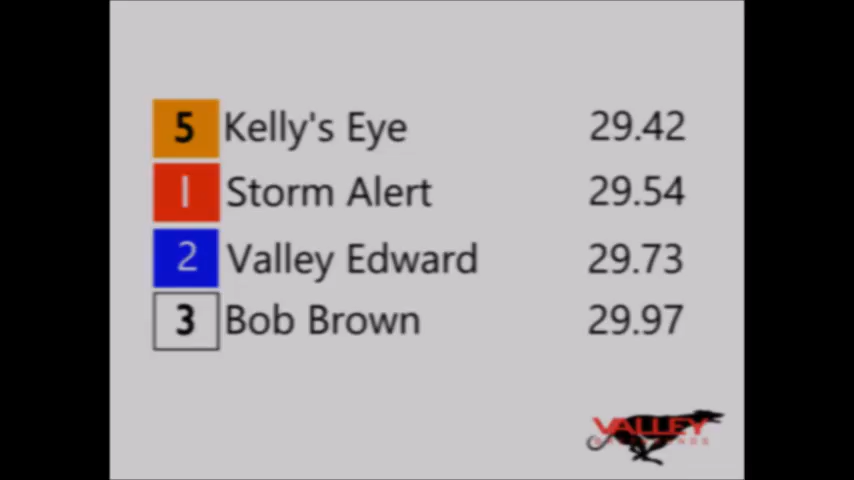 5 Kelly's Eye 29.42
1 Storm Alert 29.54
2 Valley Edward 29.73
3 Bob Brown 29.97
VALLEY
GREYHOUNDS